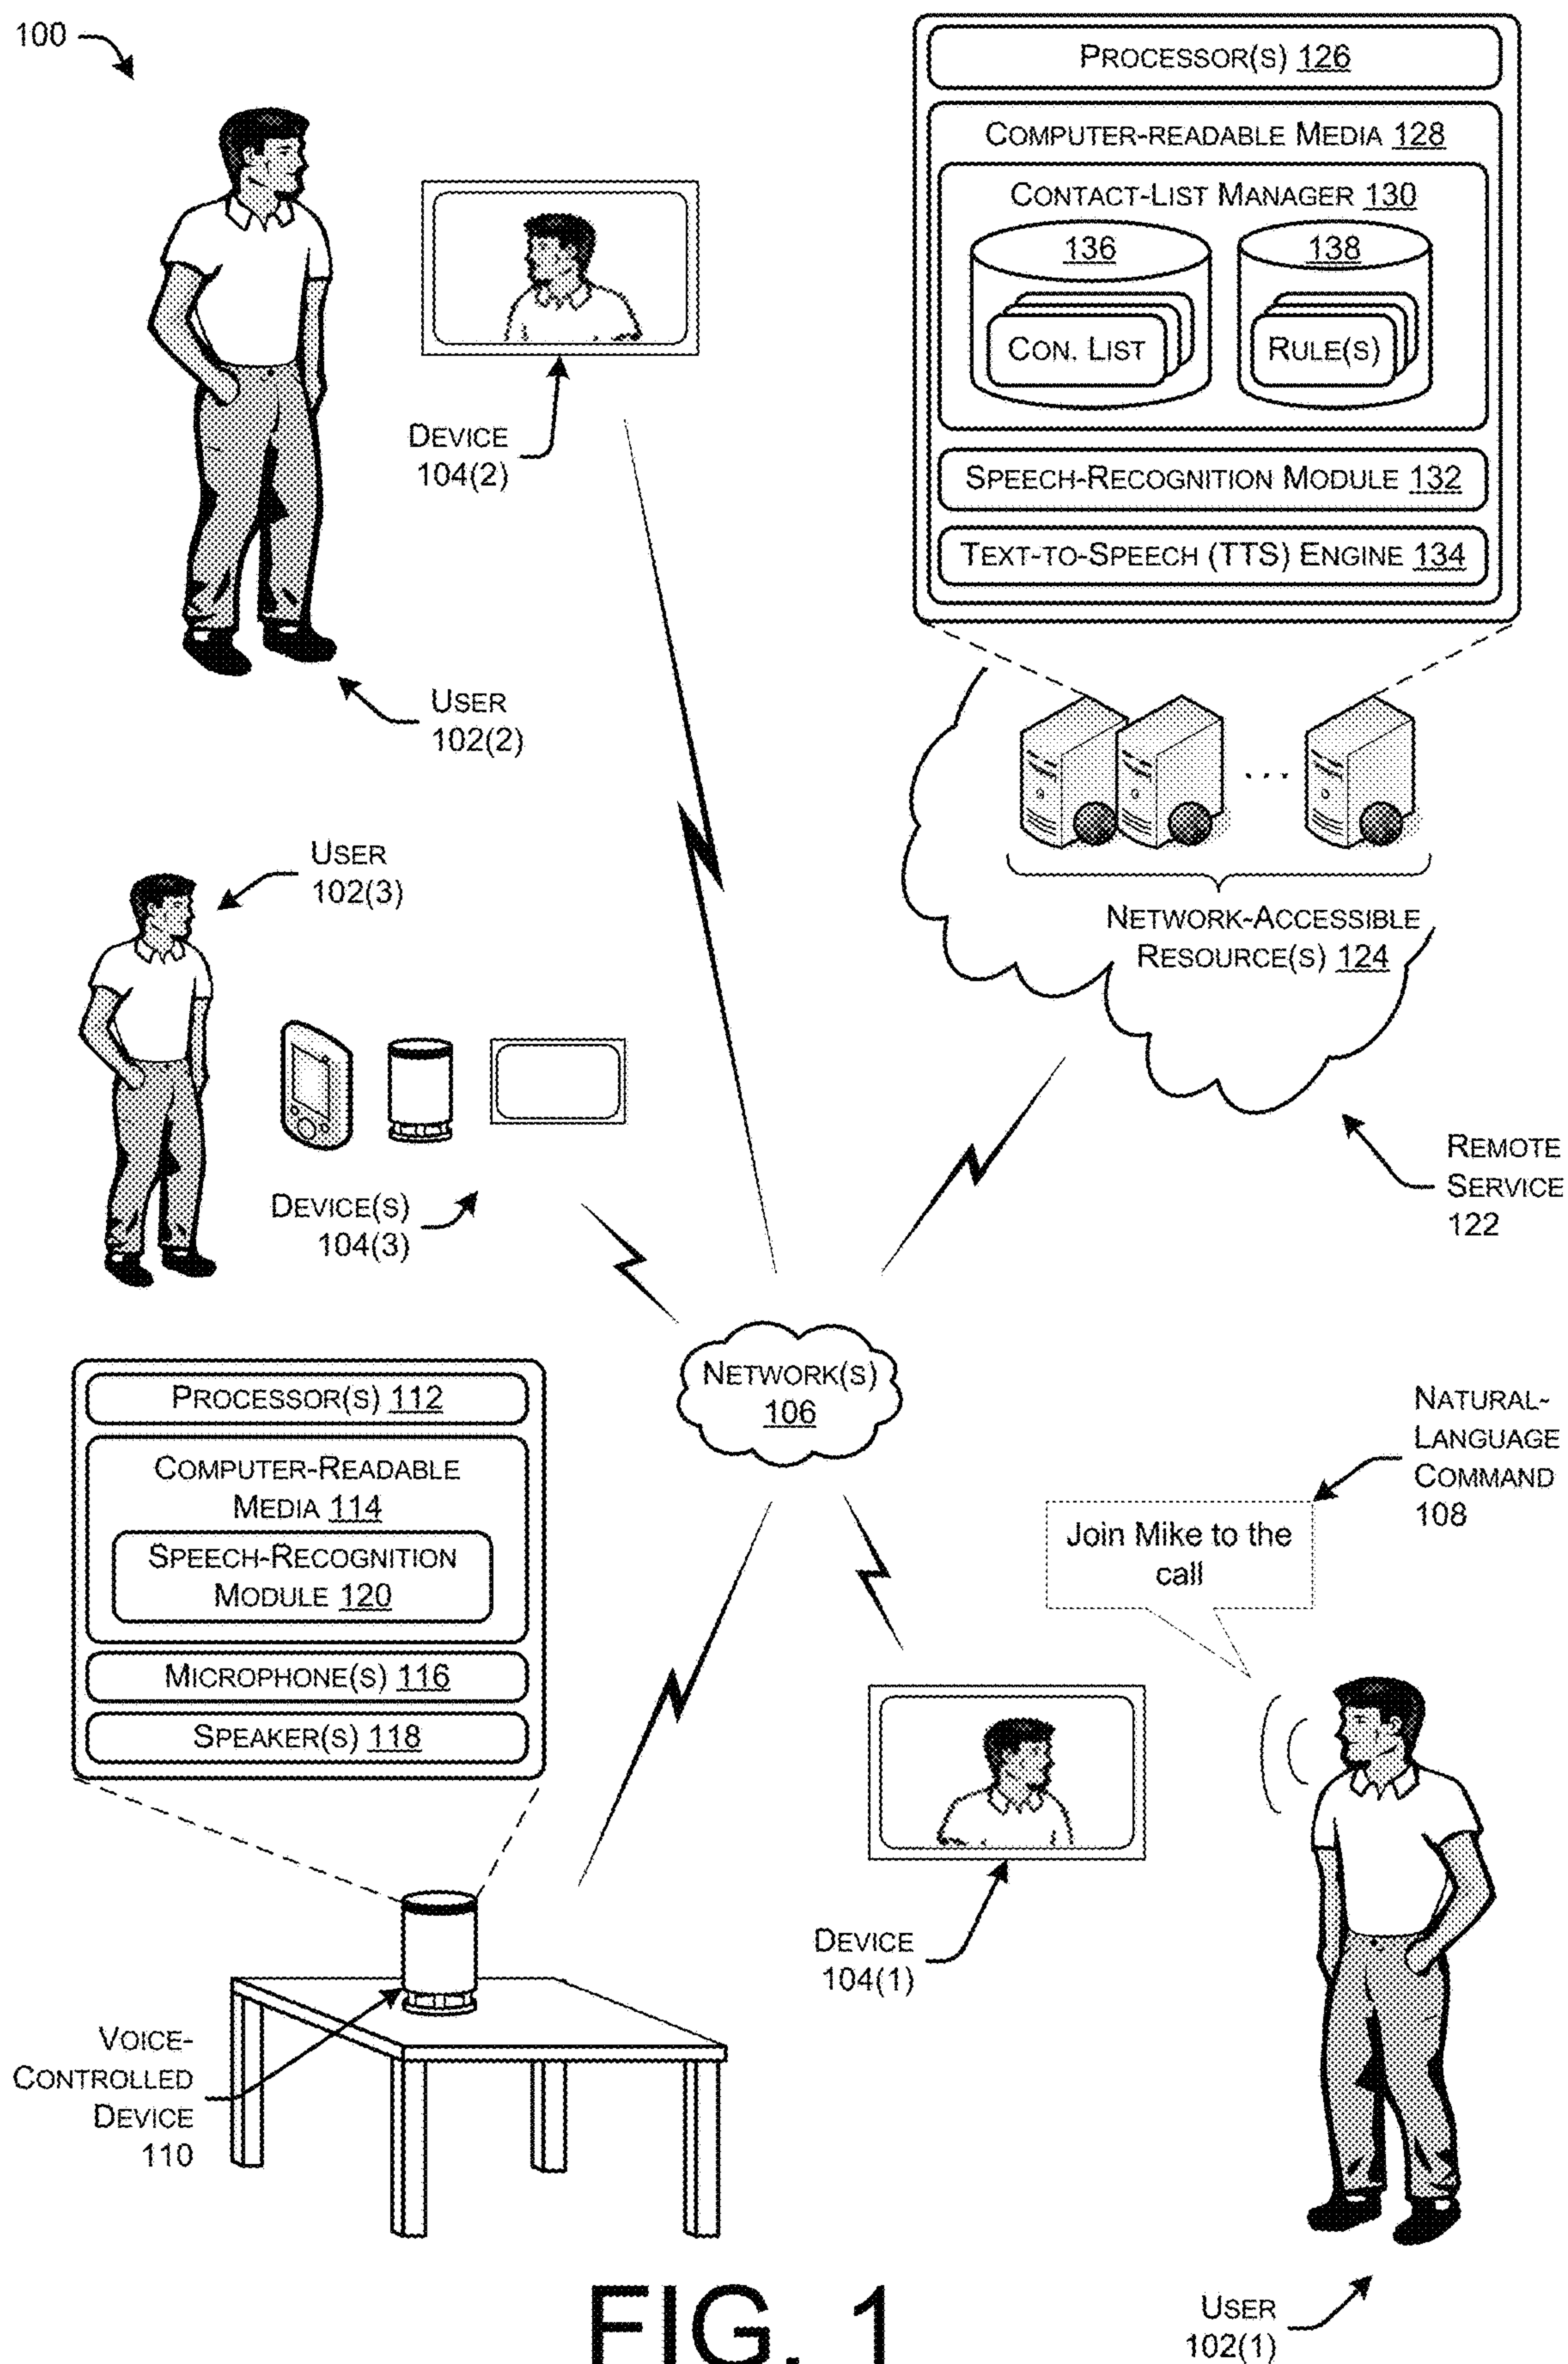 100
PROCESSOR(S) 126
COMPUTER-READABLE MEDIA 128
CONTACT-LIST MANAGER 130
136
138
CON. LIST
RULE(S)
SPEECH-RECOGNITION MODULE 132
TEXT-TO-SPEECH (TTS) ENGINE 134
DEVICE
104(2)
USER
102(2)
USER
102(3)
...
NETWORK-ACCESSIBLE
RESOURCE(S) 124
DEVICE(S)
104(3)
REMOTE
SERVICE
122
NETWORK(S)
106
PROCESSOR(S) 112
COMPUTER-READABLE
MEDIA 114
SPEECH-RECOGNITION
MODULE 120
MICROPHONE(S) 116
SPEAKER(S) 118
NATURAL-
LANGUAGE
COMMAND
108
Join Mike to the
call
DEVICE
104(1)
VOICE-
CONTROLLED
DEVICE
110
USER
102(1)
FIG. 1